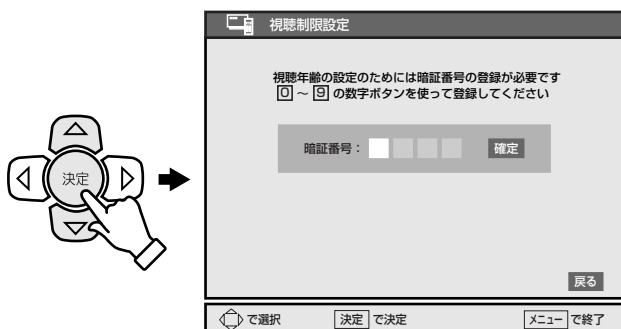 視聴制限設定
視聴年齢の設定のためには暗証番号の登録が必要です
0 ~ 9 の数字ボタンを使って登録してください
暗証番号： 確定
決定
戻る
で選択 決定 で決定 メニュー で終了